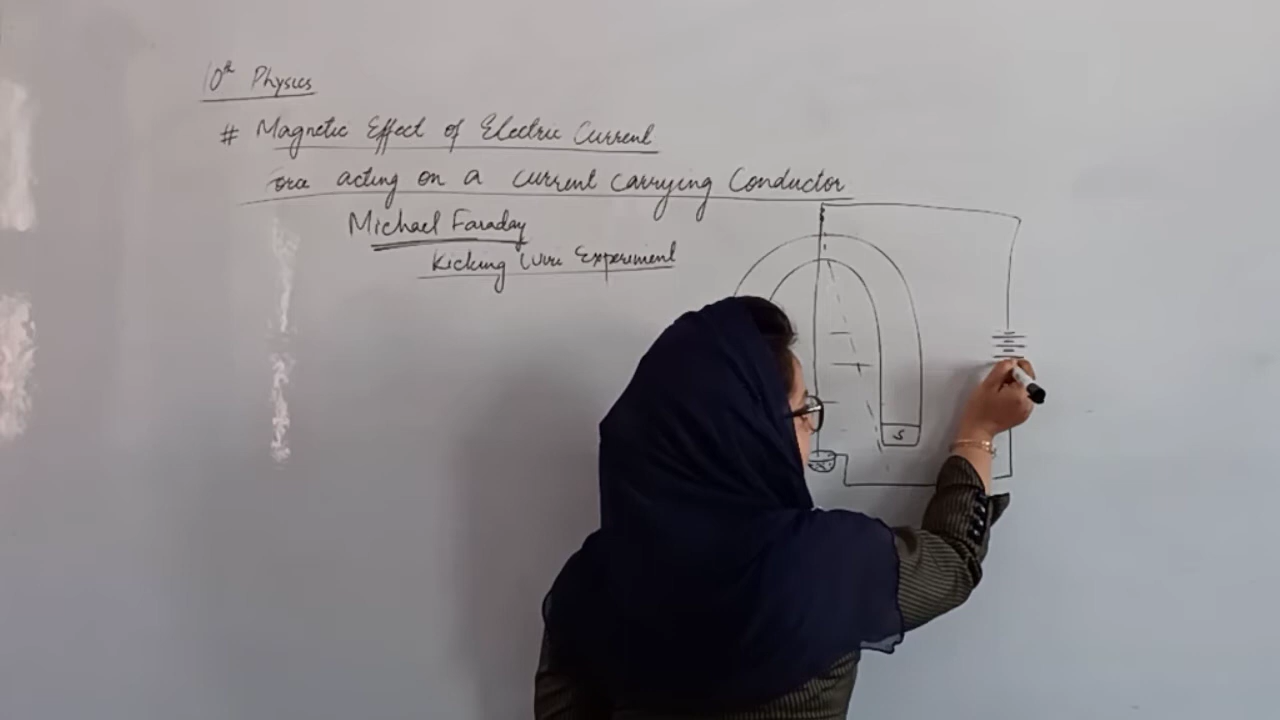 10th Physics
# Magnetic Effect of Electric Current
Force acting on a current carrying Conductor
Michael Faraday
Kicking Wire Experiment
S